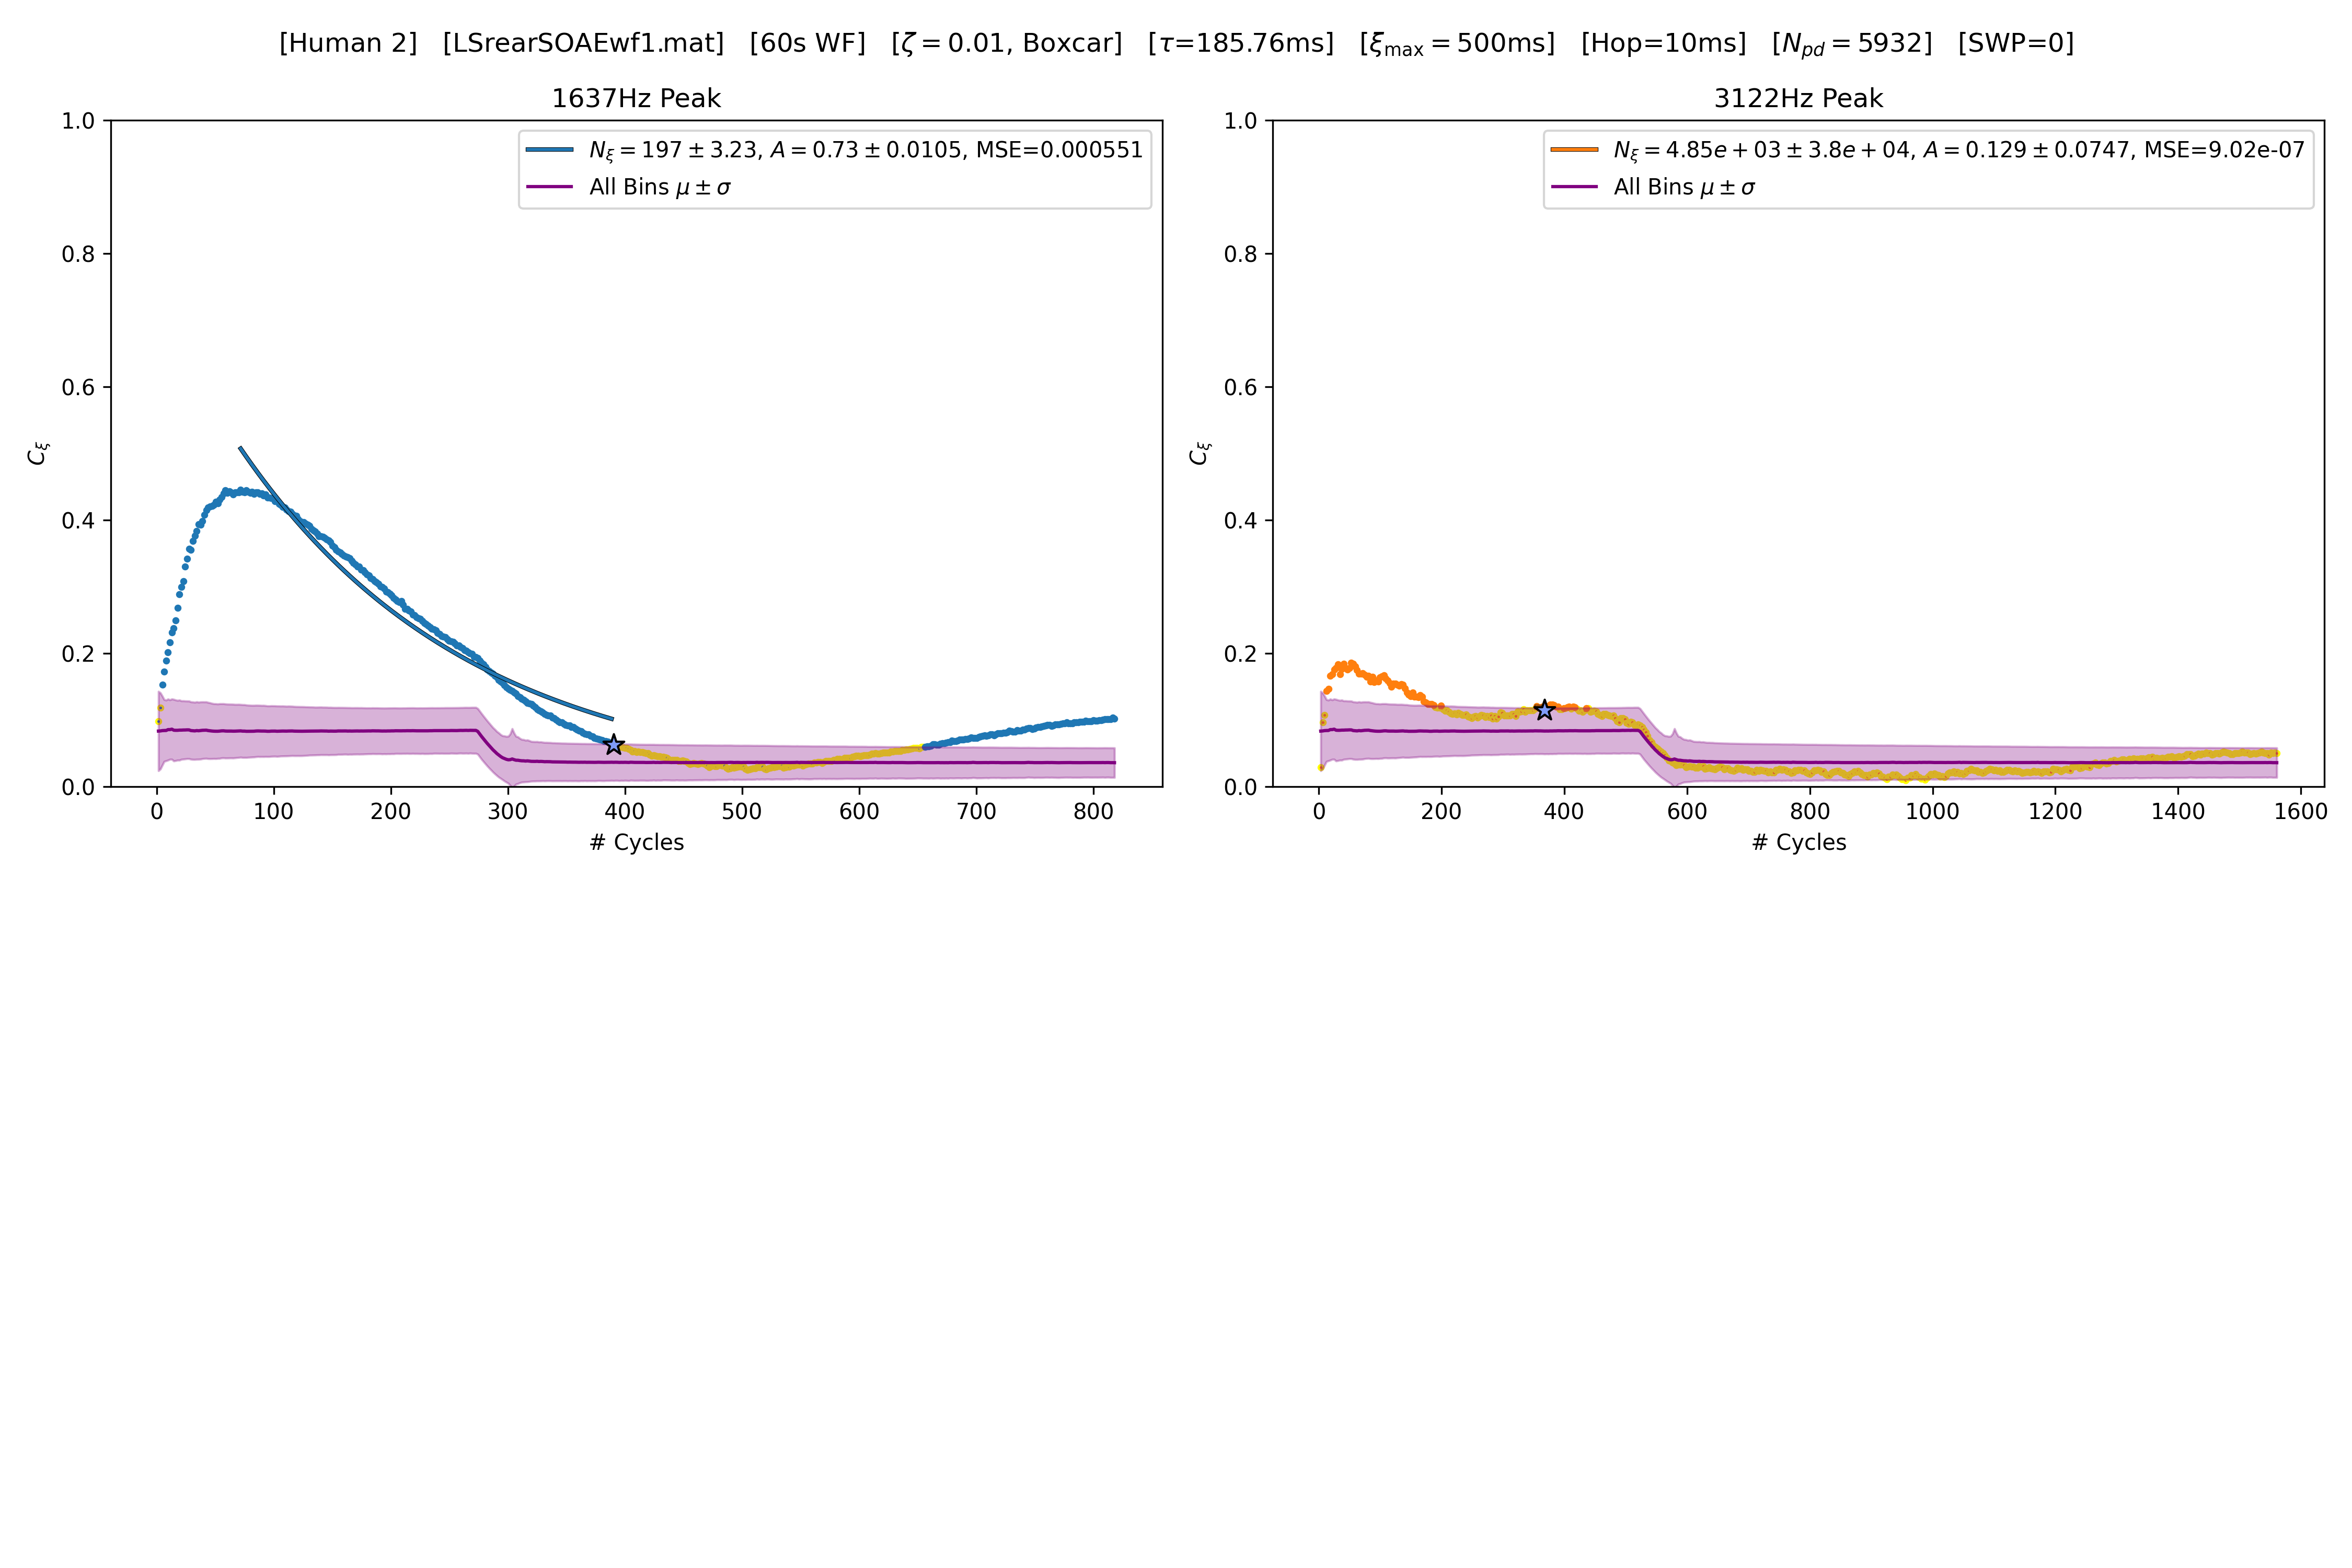 [Human 2] [LSrearSOAEwf1.mat] [60s WF] [ζ = 0.01, Boxcar] [τ=185.76ms] [ξmax = 500ms] [Hop=10ms] [Npd = 5932] [SWP=0]
1637Hz Peak
1.0
0.8
0.6
0.4
0.2
0.0
Cξ
Nξ = 197 ± 3.23, A = 0.73 ± 0.0105, MSE=0.000551
All Bins μ ± σ
0 100 200 300 400 500 600 700 800
# Cycles
3122Hz Peak
1.0
0.8
0.6
0.4
0.2
0.0
Cξ
Nξ = 4.85e + 03 ± 3.8e + 04, A = 0.129 ± 0.0747, MSE=9.02e-07
All Bins μ ± σ
0 200 400 600 800 1000 1200 1400 1600
# Cycles